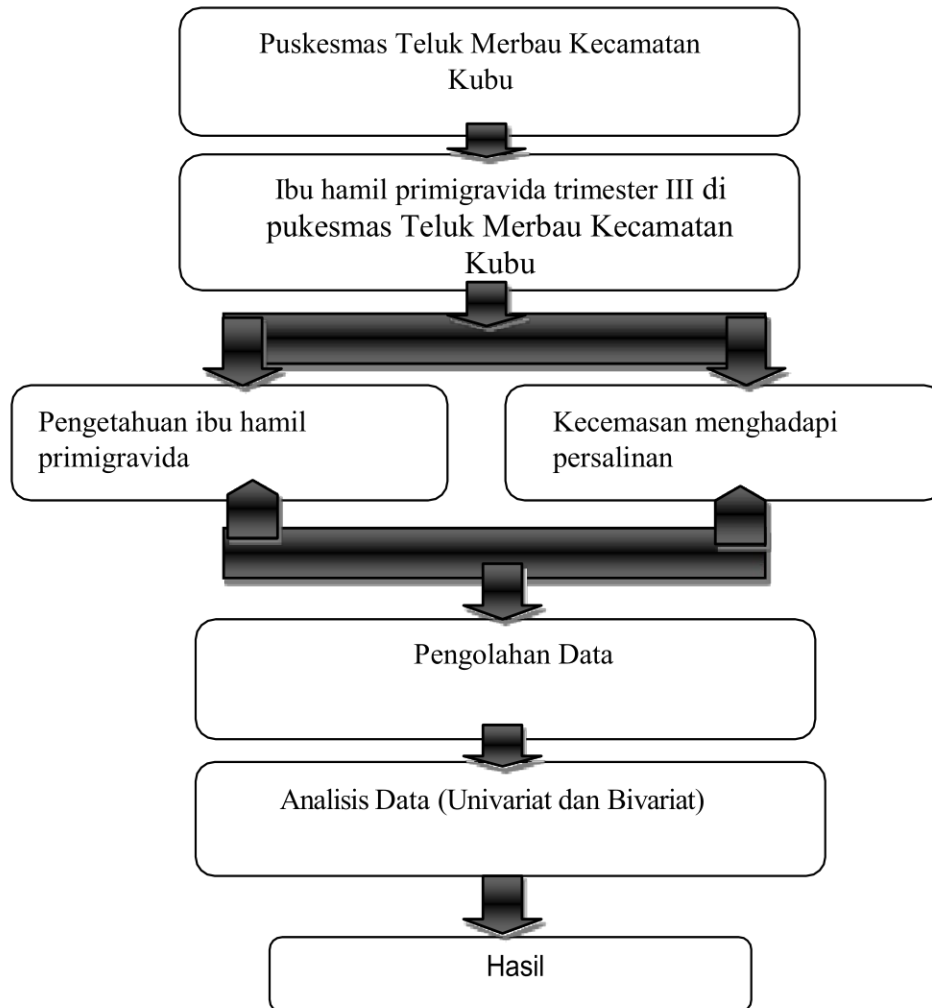 Puskesmas Teluk Merbau Kecamatan
Kubu
Ibu hamil primigravida trimester III di
pukesmas Teluk Merbau Kecamatan
Kubu
Pengetahuan ibu hamil
primigravida
Kecemasan menghadapi
persalinan
Pengolahan Data
Analisis Data (Univariat dan Bivariat)
Hasil